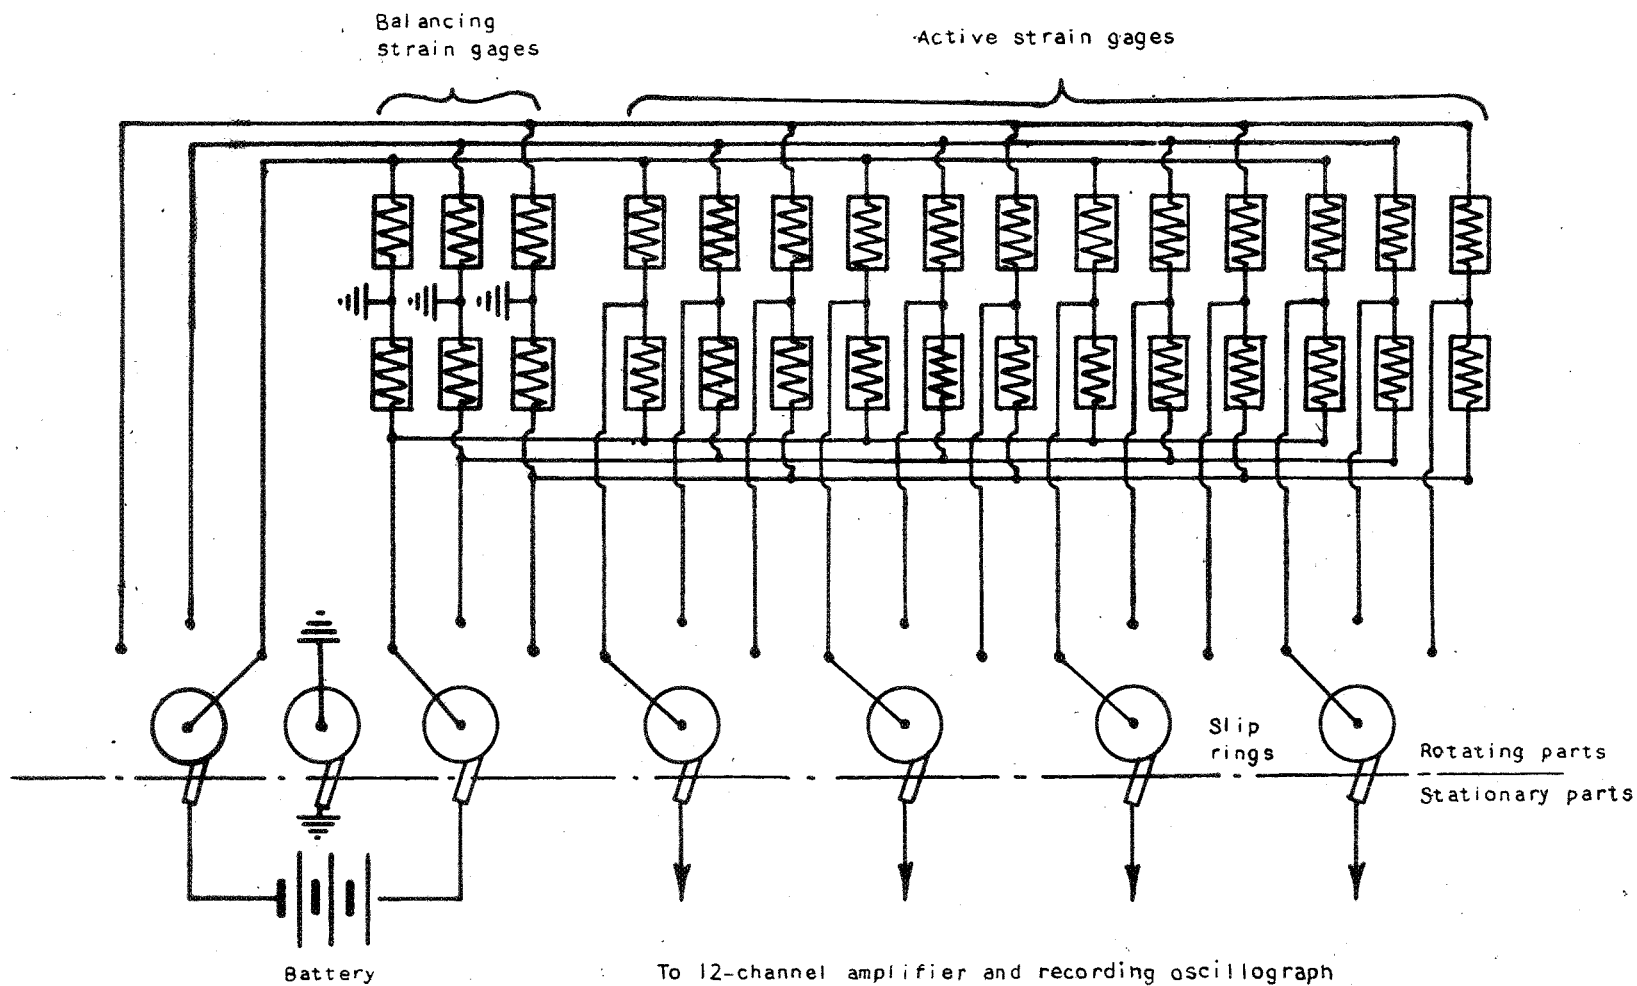 Balancing
strain gages
Active strain gages
Slip
rings
Rotating parts
Stationary parts
Battery
To 12-channel amplifier and recording oscillograph